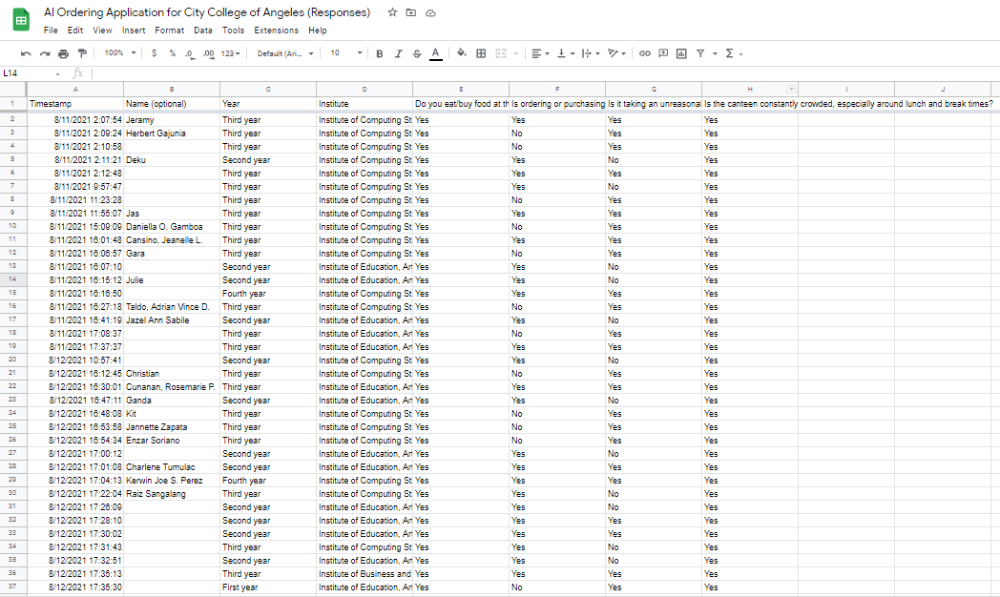 AI Ordering Application for City College of Angeles (Responses)
File Edit View Insert Format Data Tools Extensions Help
100% $ % .0 .00 123 Default (Ari... 10 B I S A
L14 fx
A B C D E F G H I J
1 Timestamp Name (optional) Year Institute Do you eat/buy food at th Is ordering or purchasing Is it taking an unreasonal Is the canteen constantly crowded, especially around lunch and break times?
2 8/11/2021 2:07:54 Jeramy Third year Institute of Computing St Yes Yes Yes Yes
3 8/11/2021 2:09:24 Herbert Gajunia Third year Institute of Computing St Yes No Yes Yes
4 8/11/2021 2:10:58 Third year Institute of Computing St Yes No Yes Yes
5 8/11/2021 2:11:21 Deku Second year Institute of Computing St Yes Yes No Yes
6 8/11/2021 2:12:48 Third year Institute of Computing St Yes Yes Yes Yes
7 8/11/2021 9:57:47 Third year Institute of Computing St Yes Yes No Yes
8 8/11/2021 11:23:28 Third year Institute of Computing St Yes No Yes Yes
9 8/11/2021 11:55:07 Jas Third year Institute of Computing St Yes Yes Yes Yes
10 8/11/2021 15:09:09 Daniella O. Gamboa Third year Institute of Computing St Yes No Yes Yes
11 8/11/2021 16:01:48 Cansino, Jeanelle L. Third year Institute of Computing St Yes Yes Yes Yes
12 8/11/2021 16:06:57 Gara Third year Institute of Computing St Yes No Yes Yes
13 8/11/2021 16:07:10 Second year Institute of Education, Art Yes Yes No Yes
14 8/11/2021 16:15:12 Julie Second year Institute of Computing St Yes Yes No Yes
15 8/11/2021 16:16:50 Fourth year Institute of Computing St Yes Yes Yes Yes
16 8/11/2021 16:27:18 Taldo, Adrian Vince D. Third year Institute of Computing St Yes No Yes Yes
17 8/11/2021 16:41:19 Jazel Ann Sabile Second year Institute of Education, Art Yes Yes No Yes
18 8/11/2021 17:08:37 Third year Institute of Education, Art Yes No Yes Yes
19 8/11/2021 17:37:37 Third year Institute of Education, Art Yes Yes Yes Yes
20 8/12/2021 10:57:41 Second year Institute of Computing St Yes Yes No Yes
21 8/12/2021 16:12:45 Christian Third year Institute of Computing St Yes No Yes Yes
22 8/12/2021 16:30:01 Cunanan, Rosemarie P. Third year Institute of Education, Art Yes Yes Yes Yes
23 8/12/2021 16:47:11 Ganda Second year Institute of Education, Art Yes Yes No Yes
24 8/12/2021 16:48:08 Kit Third year Institute of Computing St Yes No Yes Yes
25 8/12/2021 16:53:58 Jannette Zapata Third year Institute of Computing St Yes No Yes Yes
26 8/12/2021 16:54:34 Enzar Soriano Third year Institute of Computing St Yes No Yes Yes
27 8/12/2021 17:00:12 Second year Institute of Education, Art Yes Yes No Yes
28 8/12/2021 17:01:08 Charlene Tumulac Second year Institute of Education, Art Yes Yes Yes Yes
29 8/12/2021 17:04:13 Kerwin Joe S. Perez Fourth year Institute of Computing St Yes Yes Yes Yes
30 8/12/2021 17:22:04 Raiz Sangalang Third year Institute of Computing St Yes Yes No Yes
31 8/12/2021 17:26:09 Second year Institute of Education, Art Yes Yes No Yes
32 8/12/2021 17:28:10 Second year Institute of Education, Art Yes Yes Yes Yes
33 8/12/2021 17:30:02 Second year Institute of Education, Art Yes Yes Yes Yes
34 8/12/2021 17:31:43 Third year Institute of Computing St Yes Yes No Yes
35 8/12/2021 17:32:51 Second year Institute of Education, Art Yes Yes No Yes
36 8/12/2021 17:35:13 Third year Institute of Business and Yes Yes Yes Yes
37 8/12/2021 17:35:30 First year Institute of Education, Art Yes No Yes Yes